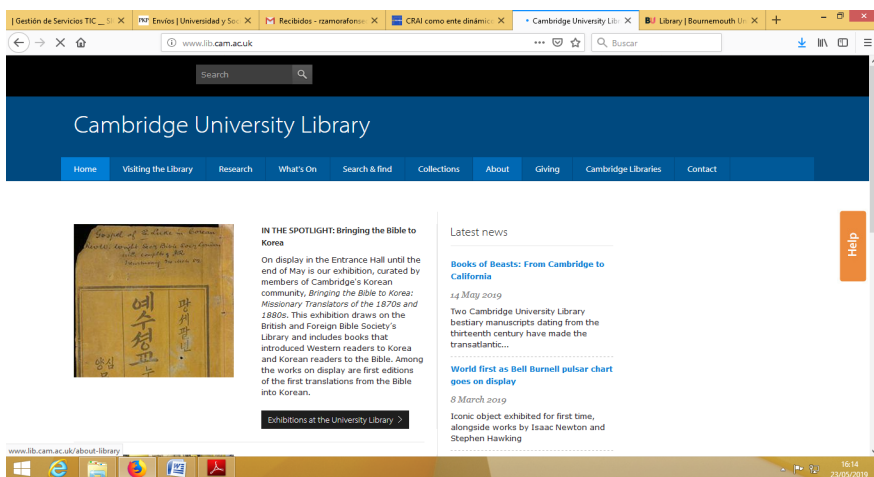 | Gestión de Servicios TIC __ S
PKP Envíos | Universidad y Soc
Recibidos - rzamorafonse
CRAI como ente dinámic
Cambridge University Libr
BU Library | Bournemouth Un
www.lib.cam.ac.uk
Buscar
Search
Cambridge University Library
Home Visiting the Library Research What's On Search & find Collections About Giving Cambridge Libraries Contact
예수셩교
광셔팔년
IN THE SPOTLIGHT: Bringing the Bible to
Korea
On display in the Entrance Hall until the
end of May is our exhibition, curated by
members of Cambridge's Korean
community, Bringing the Bible to Korea:
Missionary Translators of the 1870s and
1880s. This exhibition draws on the
British and Foreign Bible Society's
Library and includes books that
introduced Western readers to Korea
and Korean readers to the Bible. Among
the works on display are first editions
of the first translations from the Bible
into Korean.
Exhibitions at the University Library >
Latest news
Books of Beasts: From Cambridge to
California
14 May 2019
Two Cambridge University Library
bestiary manuscripts dating from the
thirteenth century have made the
transatlantic...
World first as Bell Burnell pulsar chart
goes on display
8 March 2019
Iconic object exhibited for first time,
alongside works by Isaac Newton and
Stephen Hawking
Help
www.lib.cam.ac.uk/about-library
16:14
23/05/2019